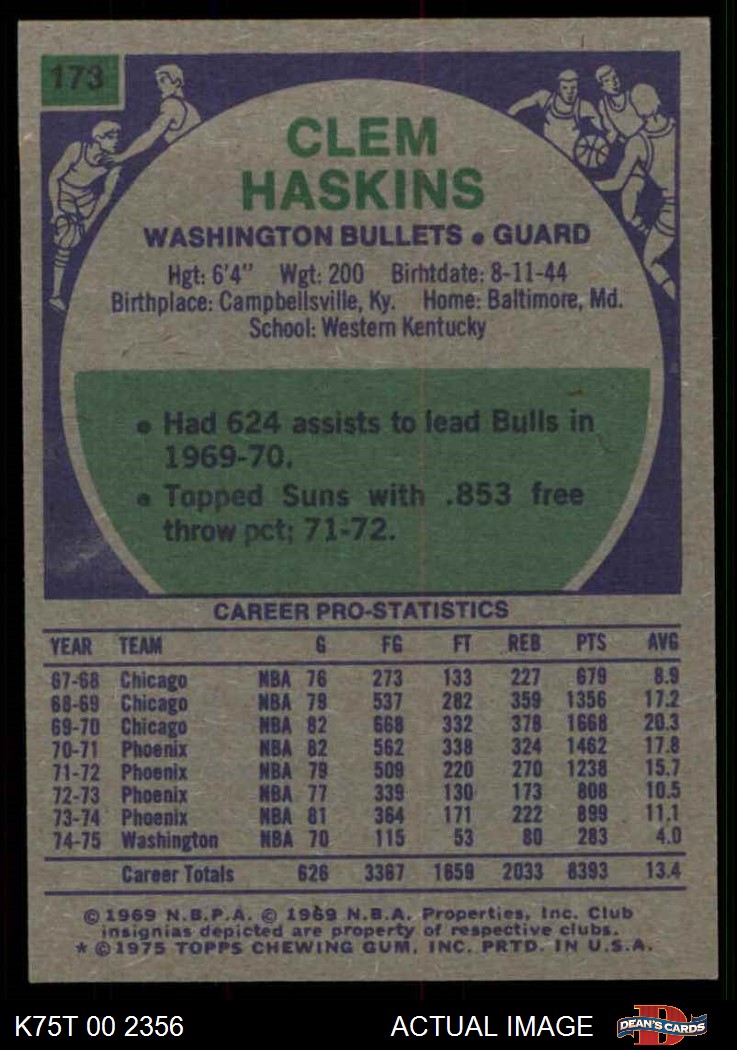 173
CLEM
HASKINS
WASHINGTON BULLETS • GUARD
Hgt: 6'4" Wgt: 200 Birhtdate: 8-11-44
Birthplace: Campbellsville, Ky. Home: Baltimore, Md.
School: Western Kentucky
• Had 624 assists to lead Bulls in
1969-70.
• Topped Suns with .853 free
throw pct; 71-72.
CAREER PRO-STATISTICS
YEAR TEAM G FG FT REB PTS AVG
67-68 Chicago NBA 76 273 133 227 679 8.9
68-69 Chicago NBA 79 537 282 359 1356 17.2
69-70 Chicago NBA 82 668 332 378 1668 20.3
70-71 Phoenix NBA 82 562 338 324 1462 17.8
71-72 Phoenix NBA 79 509 220 270 1238 15.7
72-73 Phoenix NBA 77 339 130 173 808 10.5
73-74 Phoenix NBA 81 364 171 222 899 11.1
74-75 Washington NBA 70 115 53 80 283 4.0
Career Totals 626 3367 1659 2033 8393 13.4
© 1969 N.B.P.A. © 1969 N.B.A. Properties, Inc. Club
insignias depicted are property of respective clubs.
* © 1975 TOPPS CHEWING GUM, INC. PRTD. IN U.S.A.
K75T 00 2356 ACTUAL IMAGE D DEAN'S CARDS